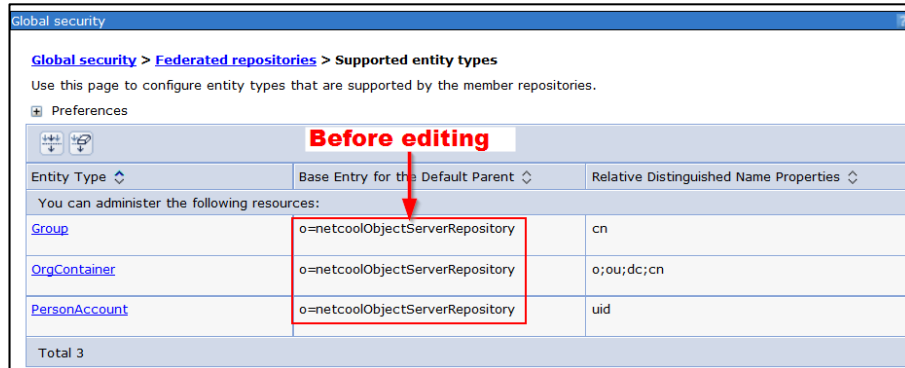 Global security
?
Global security > Federated repositories > Supported entity types
Use this page to configure entity types that are supported by the member repositories.
+ Preferences
Before editing
Entity Type Base Entry for the Default Parent Relative Distinguished Name Properties
You can administer the following resources:
Group o=netcoolObjectServerRepository cn
OrgContainer o=netcoolObjectServerRepository o;ou;dc;cn
PersonAccount o=netcoolObjectServerRepository uid
Total 3